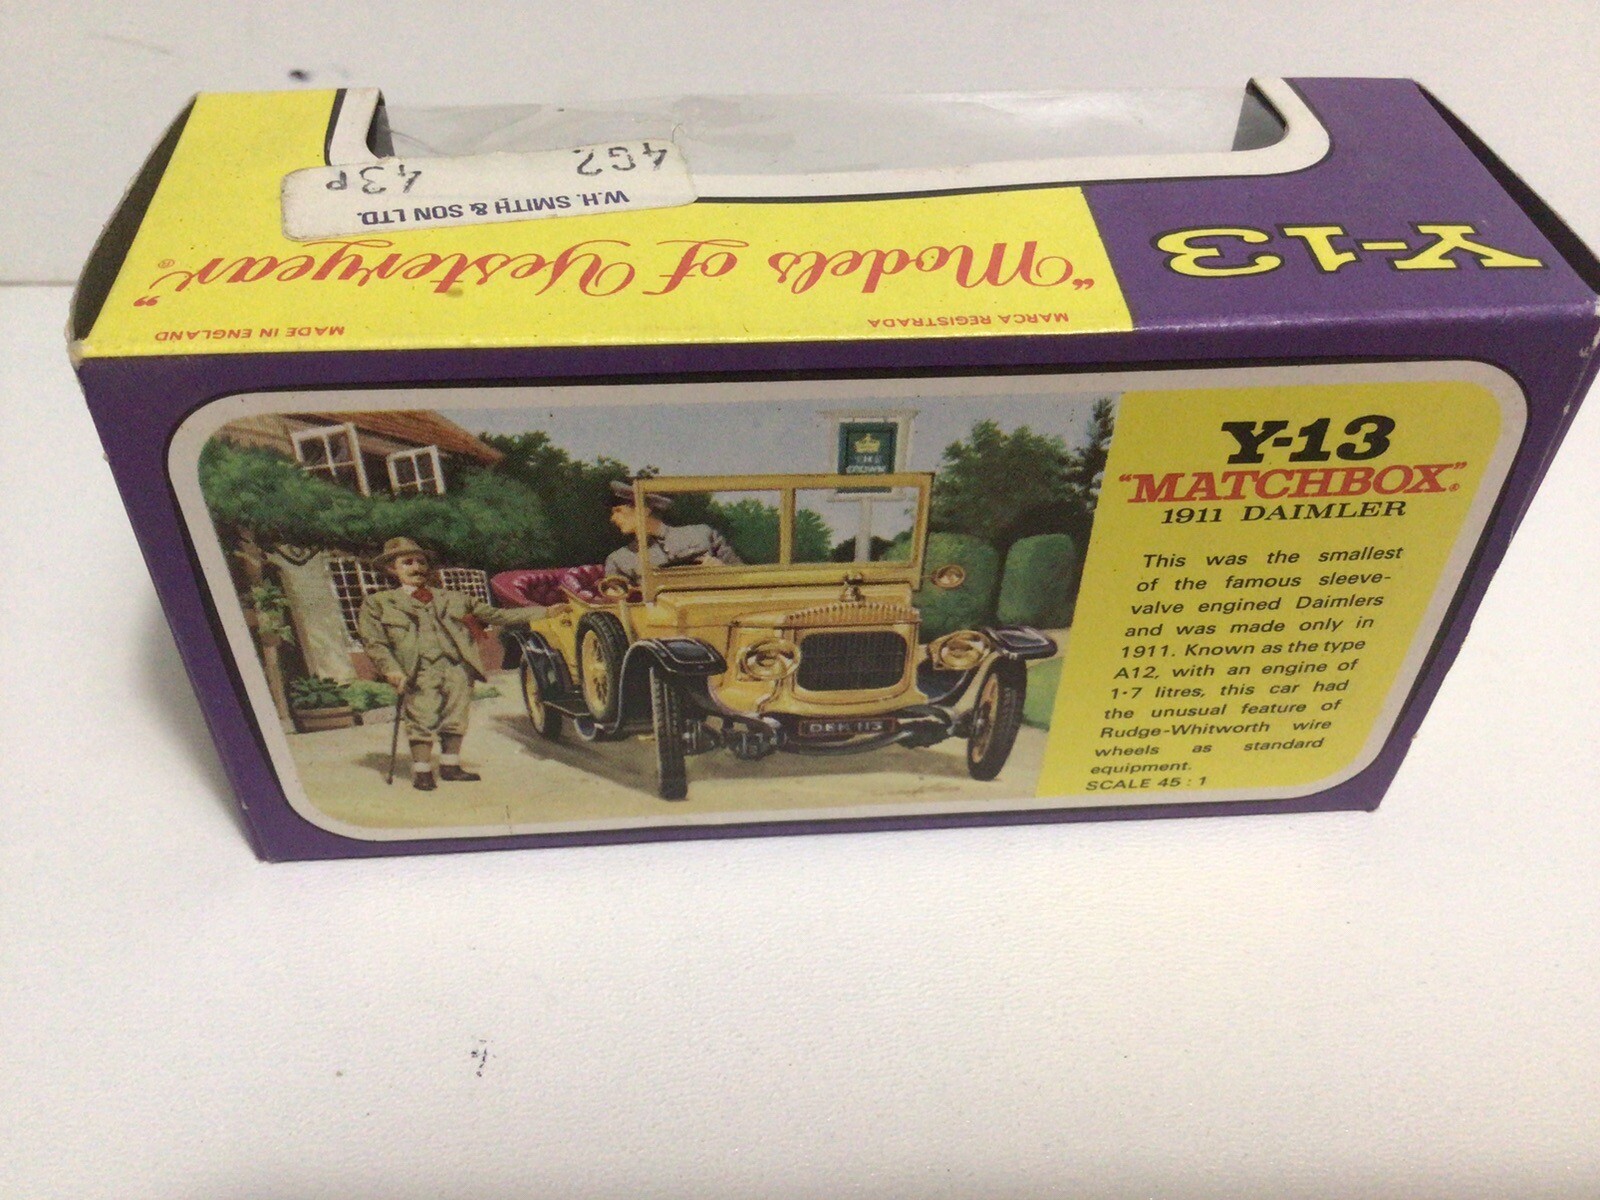 4G2
43P
W.H. SMITH & SON LTD.
Y-13
"Models of Yesteryear"®
MARCA REGISTRADA
MADE IN ENGLAND
THE
CROWN
Y-13
"MATCHBOX"®
1911 DAIMLER
This was the smallest
of the famous sleeve-
valve engined Daimlers
and was made only in
1911. Known as the type
A12, with an engine of
1·7 litres, this car had
the unusual feature of
Rudge-Whitworth wire
wheels as standard
equipment.
SCALE 45 : 1